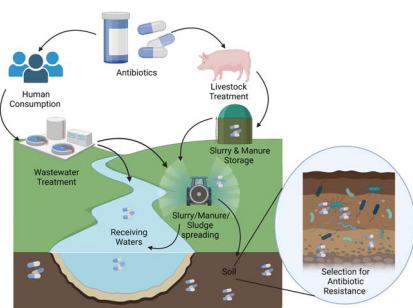 Antibiotics
Human
Consumption
Livestock
Treatment
Wastewater
Treatment
Slurry & Manure
Storage
Receiving
Waters
Slurry/Manure/
Sludge
spreading
Soil
Selection for
Antibiotic
Resistance